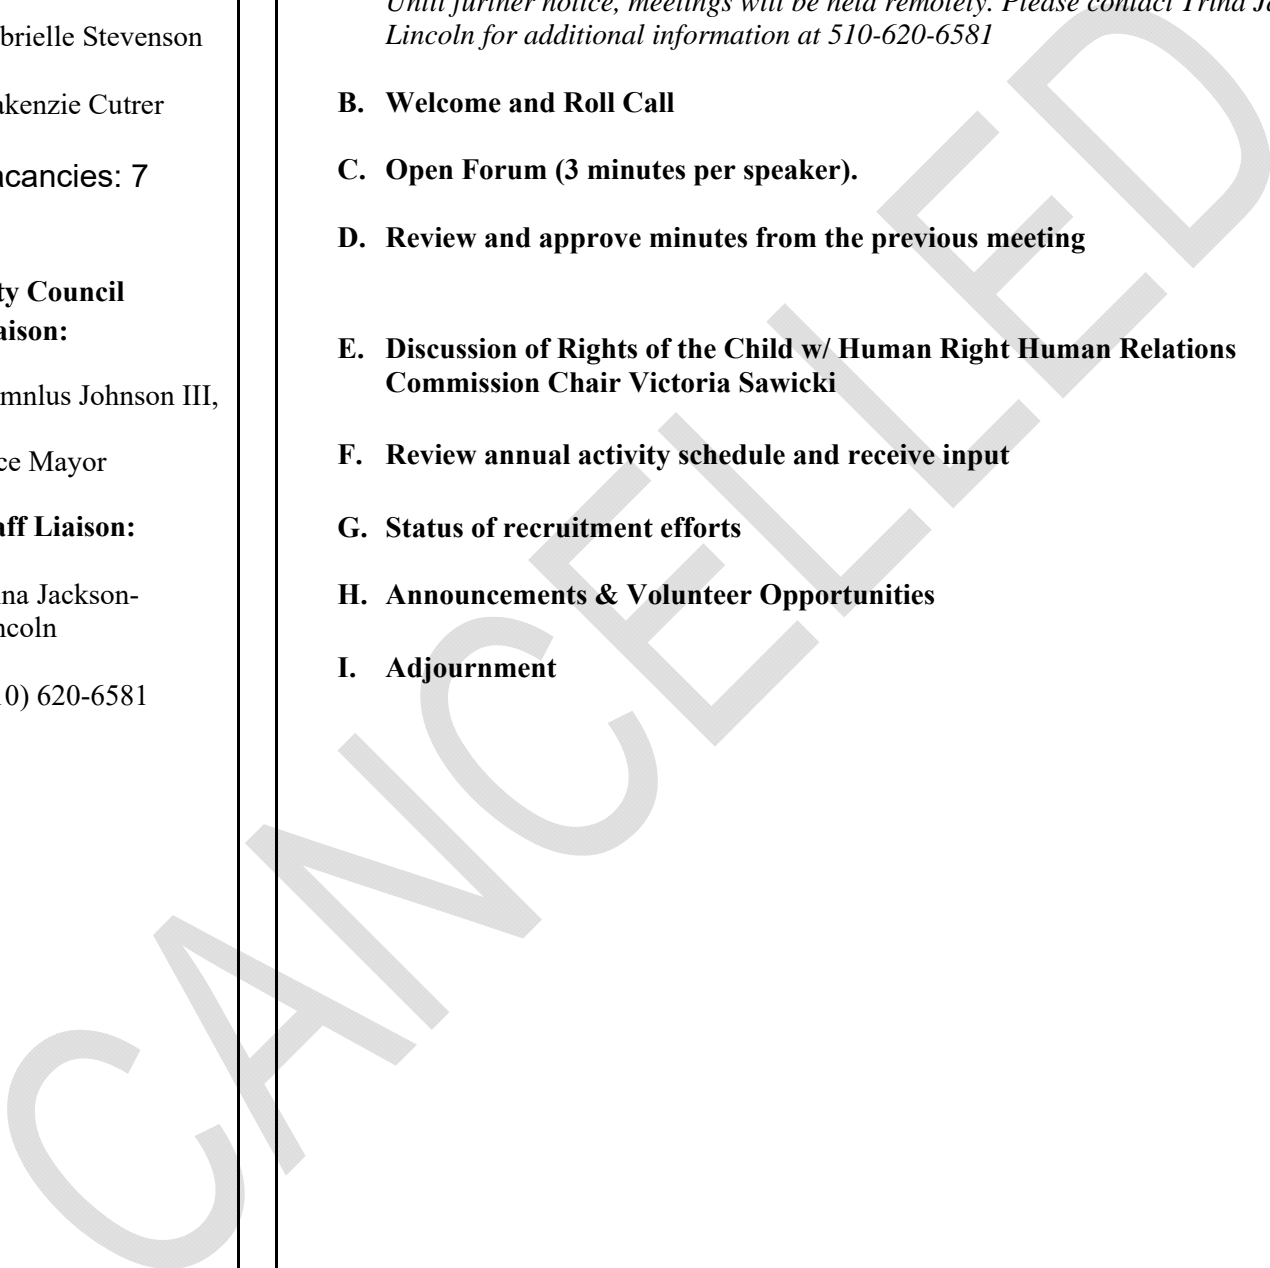 brielle Stevenson
akenzie Cutrer
acancies: 7
ty Council
aison:
mnlus Johnson III,
ce Mayor
aff Liaison:
na Jackson-
ncoln
0) 620-6581
Until further notice, meetings will be held remotely. Please contact Trina Ja
Lincoln for additional information at 510-620-6581
B. Welcome and Roll Call
C. Open Forum (3 minutes per speaker).
D. Review and approve minutes from the previous meeting
E. Discussion of Rights of the Child w/ Human Right Human Relations
Commission Chair Victoria Sawicki
F. Review annual activity schedule and receive input
G. Status of recruitment efforts
H. Announcements & Volunteer Opportunities
I. Adjournment
CANCELLED